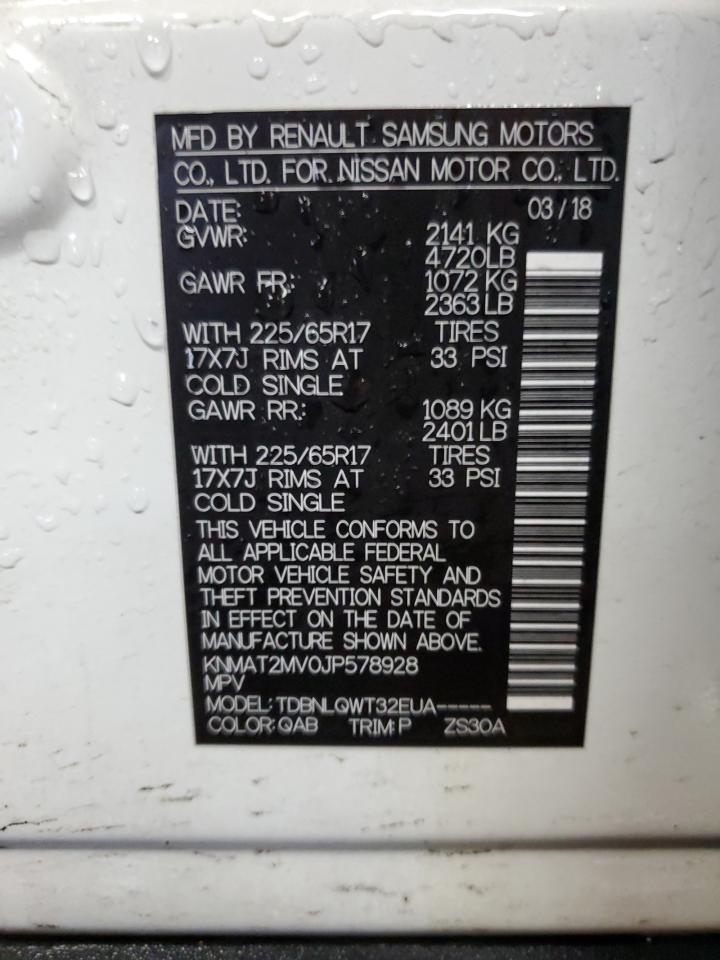 MFD BY RENAULT SAMSUNG MOTORS
CO., LTD. FOR NISSAN MOTOR CO., LTD.
DATE: 03/18
GVWR: 2141 KG
4720LB
GAWR FR: 1072 KG
2363LB
WITH 225/65R17 TIRES
17X7J RIMS AT 33 PSI
COLD SINGLE
GAWR RR: 1089 KG
2401LB
WITH 225/65R17 TIRES
17X7J RIMS AT 33 PSI
COLD SINGLE
THIS VEHICLE CONFORMS TO
ALL APPLICABLE FEDERAL
MOTOR VEHICLE SAFETY AND
THEFT PREVENTION STANDARDS
IN EFFECT ON THE DATE OF
MANUFACTURE SHOWN ABOVE.
KNMAT2MV0JP578928
MPV
MODEL: TDBNLQWT32EUA-----
COLOR: QAB TRIM: P ZS30A